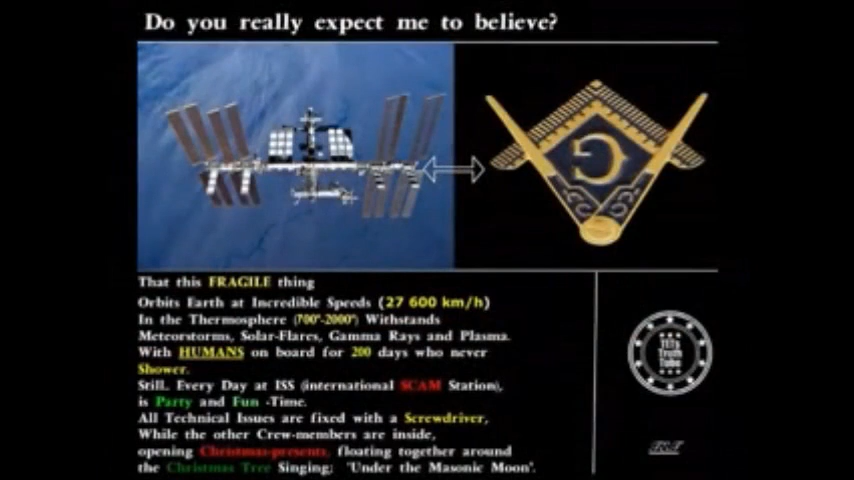 Do you really expect me to believe?
That this FRAGILE thing
Orbits Earth at Incredible Speeds (27 600 km/h)
In the Thermosphere (700°-2000°) Withstands
Meteorstorms, Solar-Flares, Gamma Rays and Plasma.
With HUMANS on board for 200 days who never
Shower.
Still. Every Day at ISS (international SCAM Station),
is Party and Fun -Time.
All Technical Issues are fixed with a Screwdriver,
While the other Crew-members are inside,
opening Christmas-presents, floating together around
the Christmas Tree Singing; "Under the Masonic Moon".
Truth
Tube